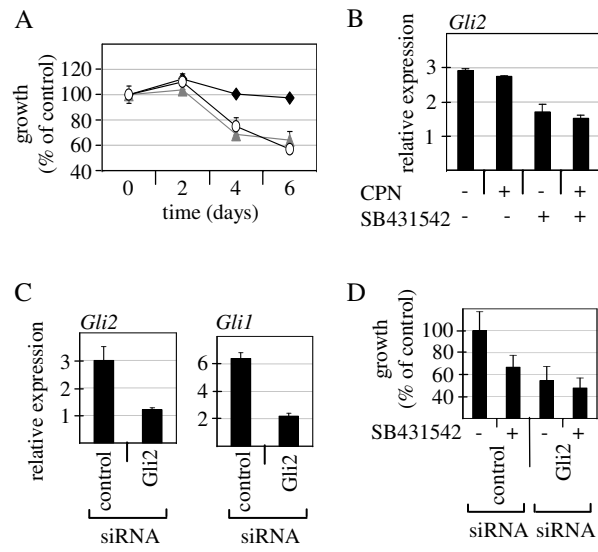 A
growth
(% of control)
120
100
80
60
40
0 2 4 6
time (days)
B
Gli2
relative expression
3
2
1
CPN - + - +
SB431542 - - + +
C
relative expression
Gli2
3
2
1
control Gli2
siRNA
Gli1
6
4
2
control Gli2
siRNA
D
growth
(% of control)
100
80
60
40
SB431542 - + - +
control Gli2
siRNA siRNA